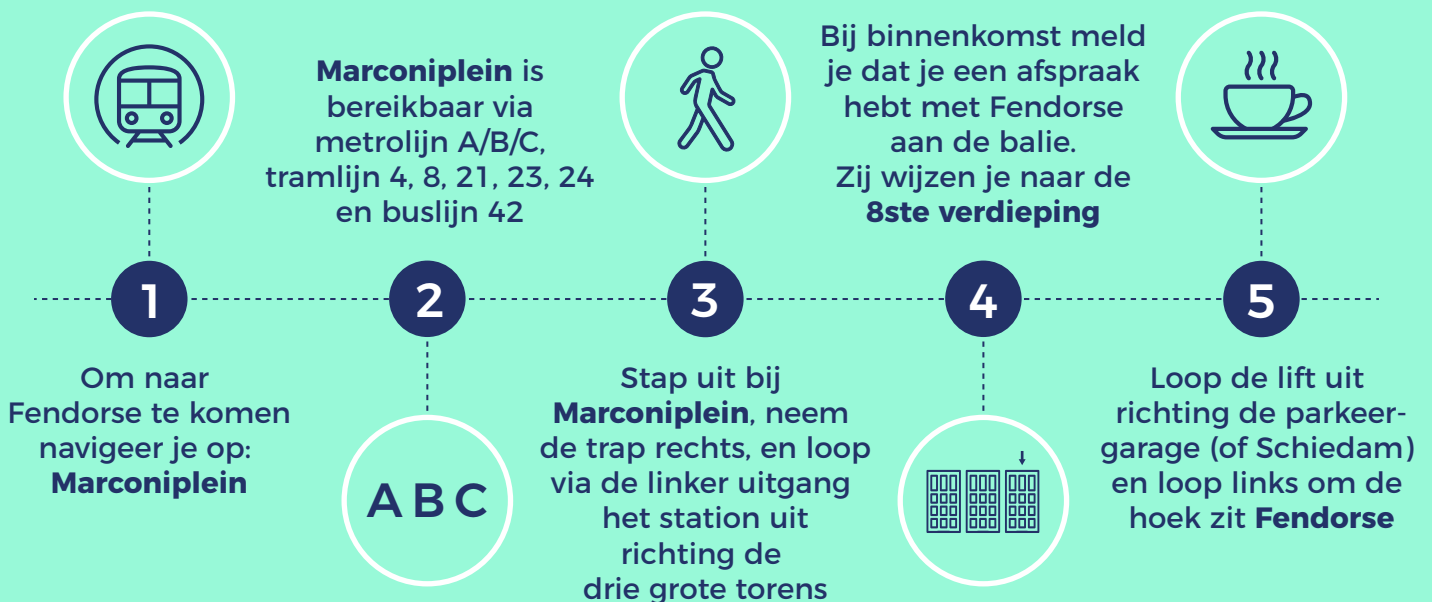 1
Om naar
Fendorse te komen
navigeer je op:
Marconiplein
Marconiplein is
bereikbaar via
metrolijn A/B/C,
tramlijn 4, 8, 21, 23, 24
en buslijn 42
2
A B C
3
Stap uit bij
Marconiplein, neem
de trap rechts, en loop
via de linker uitgang
het station uit
richting de
drie grote torens
Bij binnenkomst meld
je dat je een afspraak
hebt met Fendorse
aan de balie.
Zij wijzen je naar de
8ste verdieping
4
5
Loop de lift uit
richting de parkeer-
garage (of Schiedam)
en loop links om de
hoek zit Fendorse